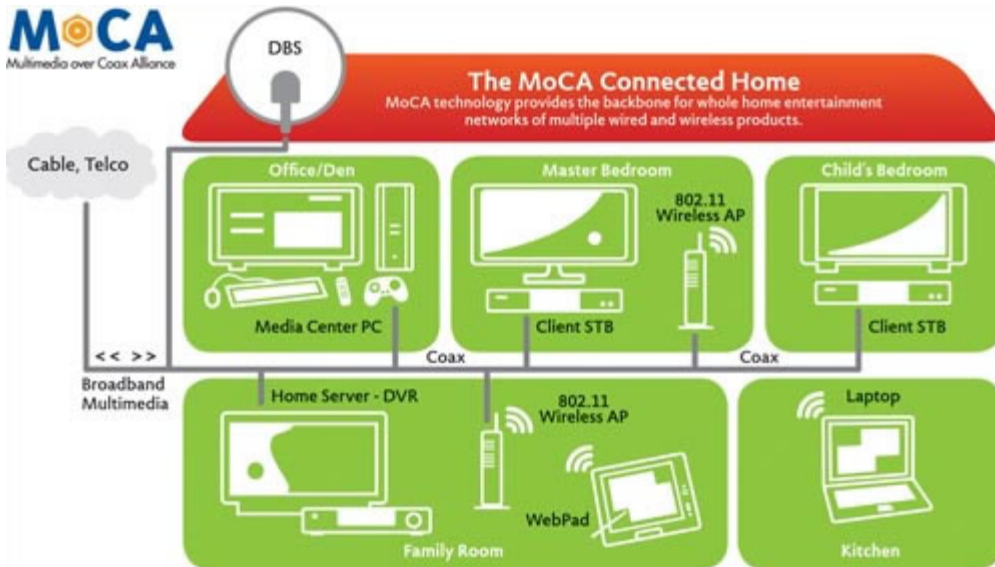 MoCA
Multimedia over Coax Alliance
DBS
The MoCA Connected Home
MoCA technology provides the backbone for whole home entertainment
networks of multiple wired and wireless products.
Cable, Telco
Office/Den
Media Center PC
Master Bedroom
802.11
Wireless AP
Client STB
Child's Bedroom
Client STB
<< >>
Coax
Coax
Broadband
Multimedia
Home Server - DVR
802.11
Wireless AP
WebPad
Family Room
Laptop
Kitchen